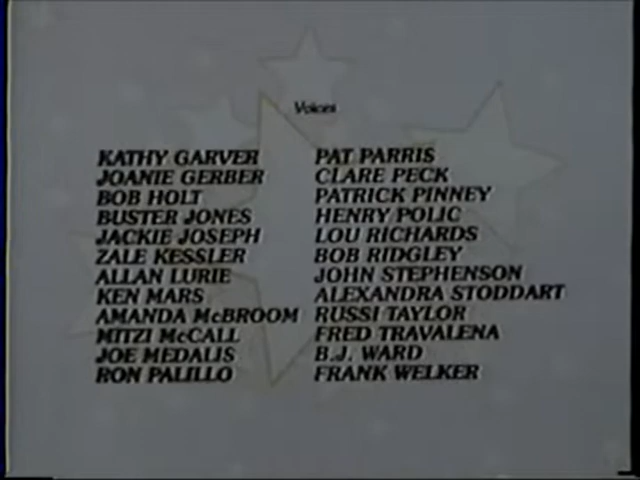 Voices
KATHY GARVER
JOANIE GERBER
BOB HOLT
BUSTER JONES
JACKIE JOSEPH
ZALE KESSLER
ALLAN LURIE
KEN MARS
AMANDA McBROOM
MITZI McCALL
JOE MEDALIS
RON PALILLO
PAT PARRIS
CLARE PECK
PATRICK PINNEY
HENRY POLIC
LOU RICHARDS
BOB RIDGLEY
JOHN STEPHENSON
ALEXANDRA STODDART
RUSSI TAYLOR
FRED TRAVALENA
B.J. WARD
FRANK WELKER